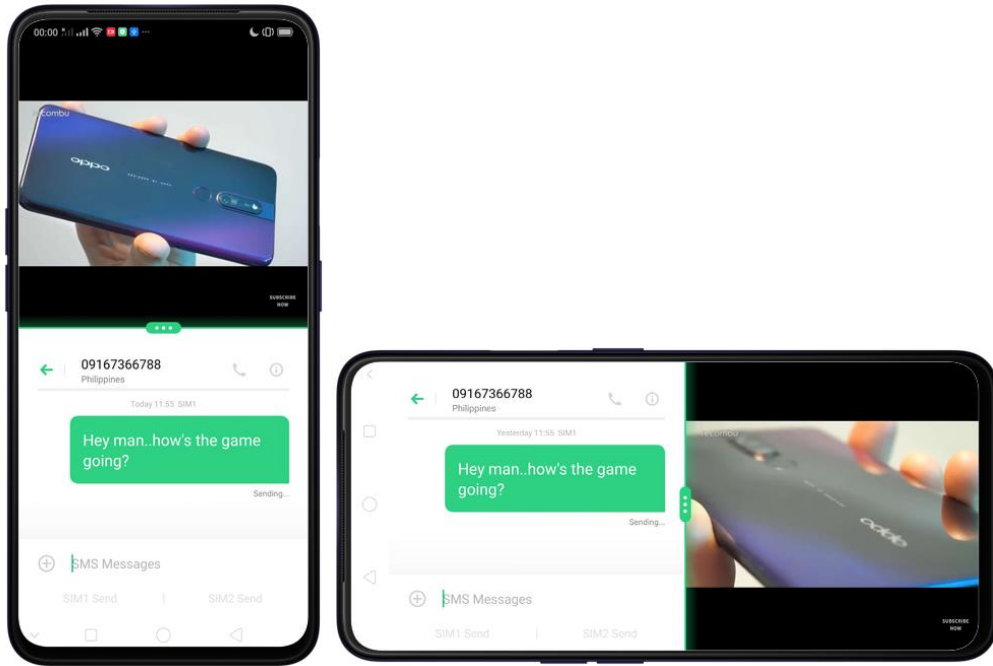 00:00
oppo
SUBSCRIBE
NOW
09167366788
Philippines
Today 11:55 SIM1
Hey man..how's the game
going?
Sending...
SMS Messages
SIM1 Send | SIM2 Send
09167366788
Philippines
Yesterday 11:55 SIM1
Hey man..how's the game
going?
Sending...
SMS Messages
SIM1 Send | SIM2 Send
oppo
SUBSCRIBE
NOW